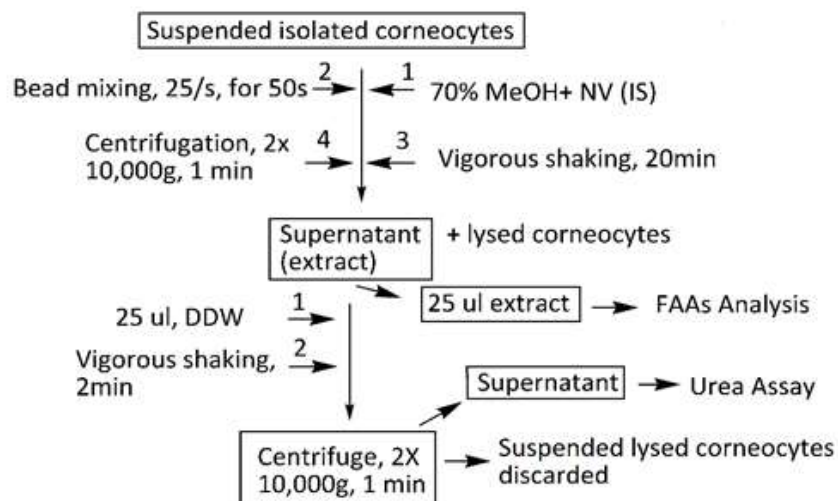 Suspended isolated corneocytes
2
1
Bead mixing, 25/s, for 50s
70% MeOH+ NV (IS)
Centrifugation, 2x
10,000g, 1 min
4
3
Vigorous shaking, 20min
Supernatant
(extract)
+ lysed corneocytes
25 ul, DDW
1
25 ul extract
FAAs Analysis
Vigorous shaking,
2min
2
Supernatant
Urea Assay
Centrifuge, 2X
10,000g, 1 min
Suspended lysed corneocytes
discarded